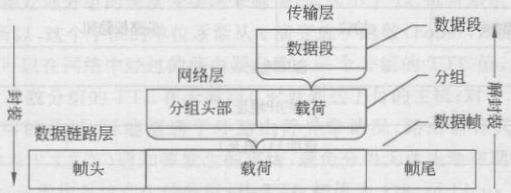 传输层
数据段
数据段
网络层
分组
分组头部
载荷
数据链路层
数据帧
帧头
载荷
帧尾
封装
解封装